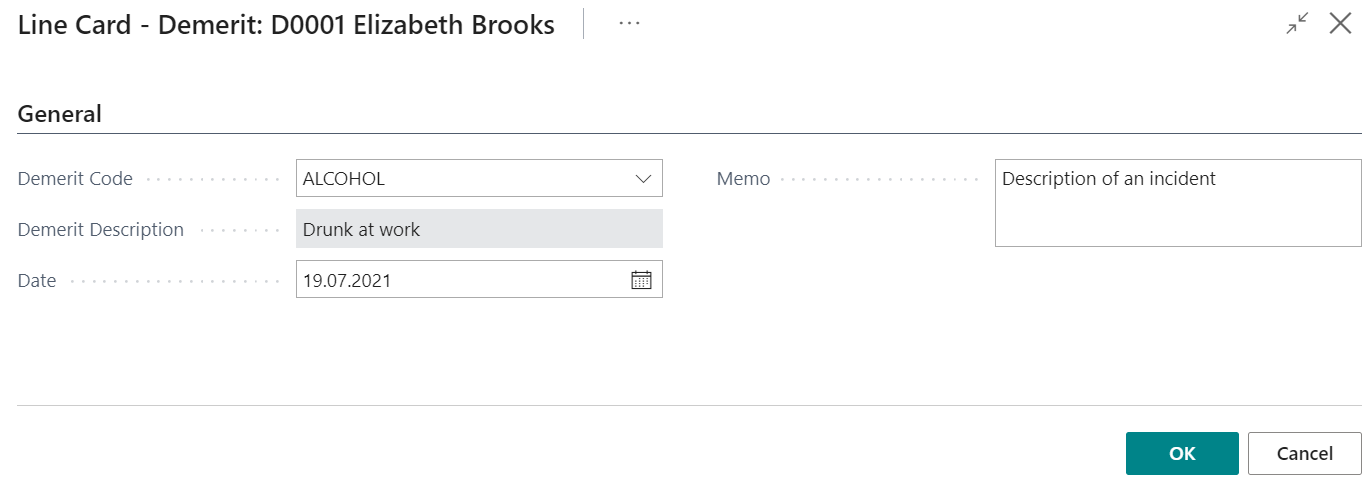 Line Card - Demerit: D0001 Elizabeth Brooks
General
Demerit Code ALCOHOL
Memo Description of an incident
Demerit Description Drunk at work
Date 19.07.2021
OK Cancel